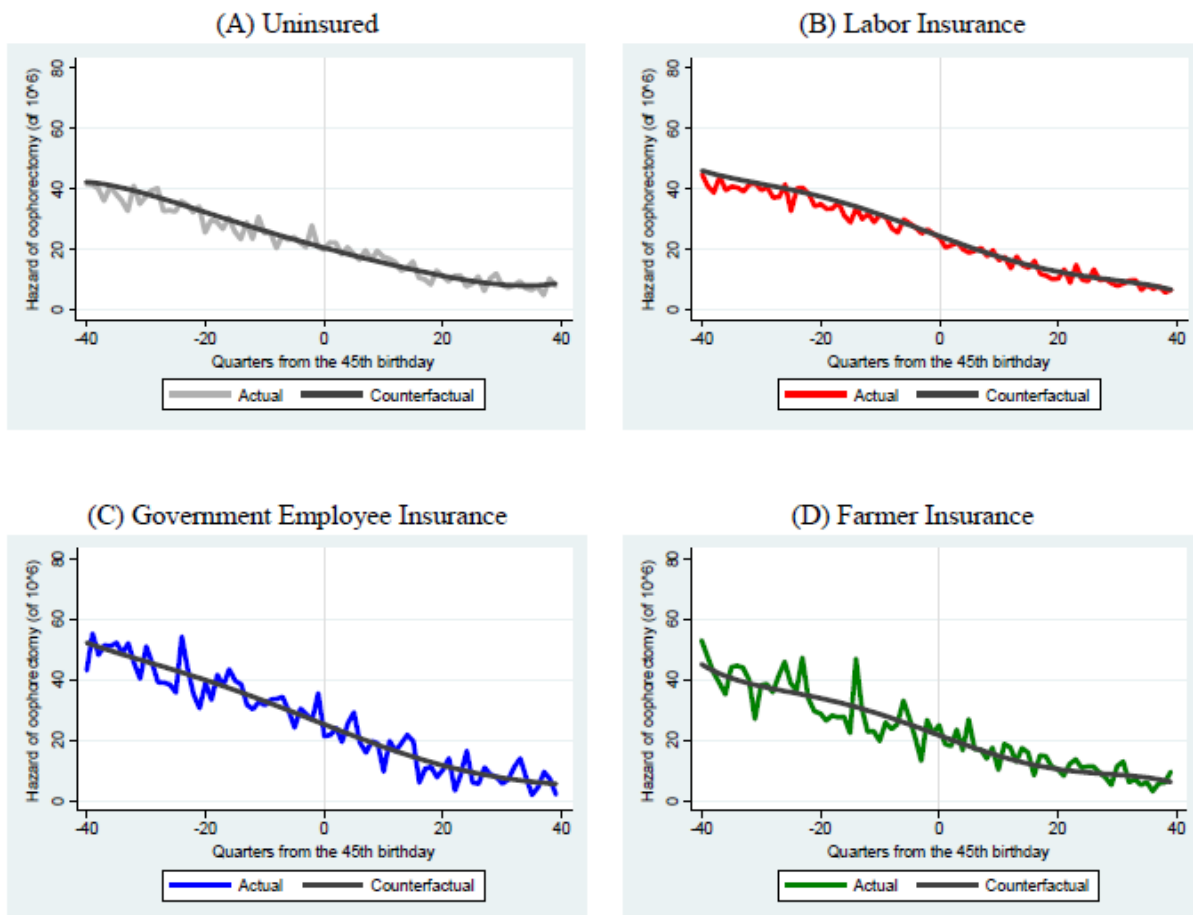 (A) Uninsured
Hazard of oophorectomy (of 10^6)
80
60
40
20
0
-40 -20 0 20 40
Quarters from the 45th birthday
Actual Counterfactual
(B) Labor Insurance
Hazard of oophorectomy (of 10^6)
80
60
40
20
0
-40 -20 0 20 40
Quarters from the 45th birthday
Actual Counterfactual
(C) Government Employee Insurance
Hazard of oophorectomy (of 10^6)
80
60
40
20
0
-40 -20 0 20 40
Quarters from the 45th birthday
Actual Counterfactual
(D) Farmer Insurance
Hazard of oophorectomy (of 10^6)
80
60
40
20
0
-40 -20 0 20 40
Quarters from the 45th birthday
Actual Counterfactual